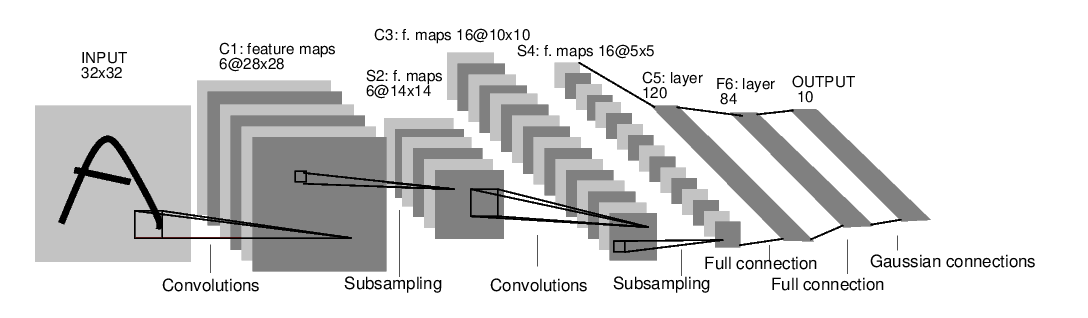 INPUT
32x32
C1: feature maps
6@28x28
S2: f. maps
6@14x14
C3: f. maps 16@10x10
S4: f. maps 16@5x5
C5: layer
120
F6: layer
84
OUTPUT
10
Convolutions
Subsampling
Convolutions
Subsampling
Full connection
Full connection
Gaussian connections